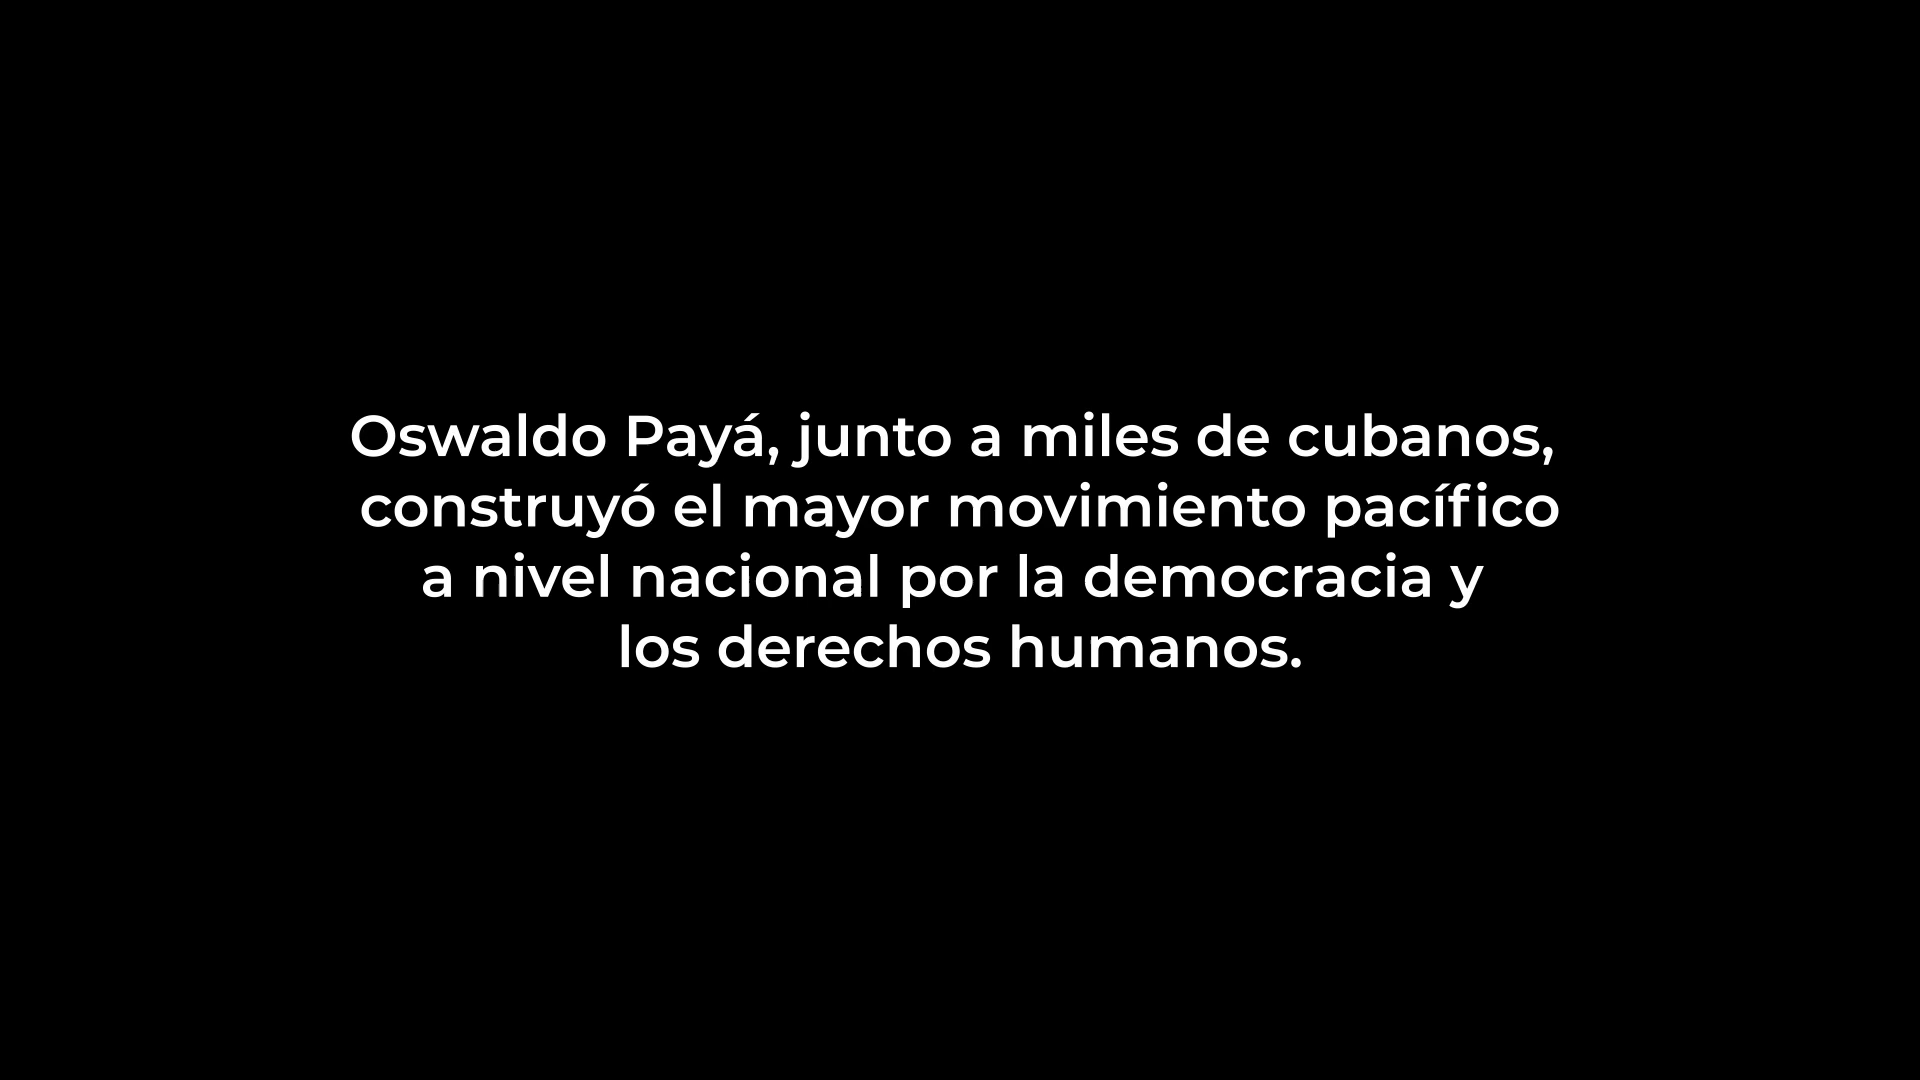 Oswaldo Payá, junto a miles de cubanos,
construyó el mayor movimiento pacífico
a nivel nacional por la democracia y
los derechos humanos.